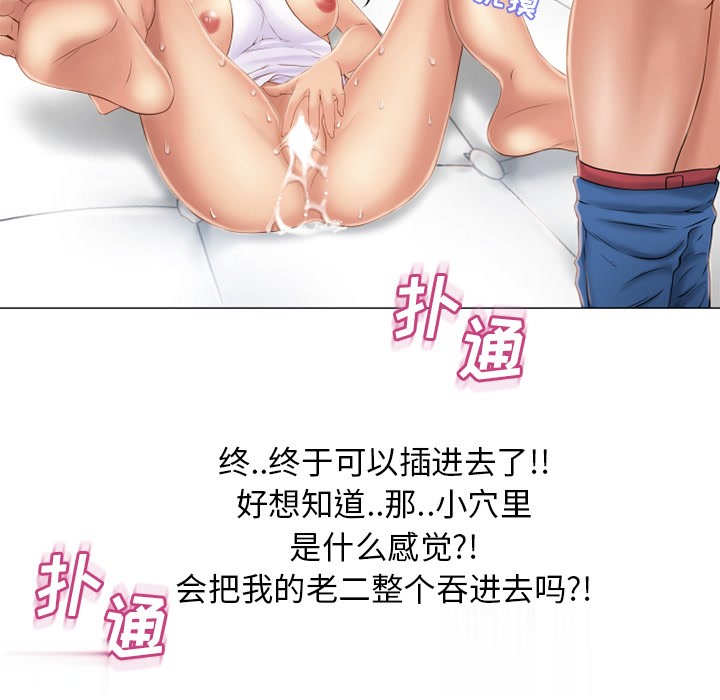 摸
扑通
终..终于可以插进去了!!
好想知道..那..小穴里
是什么感觉?!
会把我的老二整个吞进去吗?!
扑通